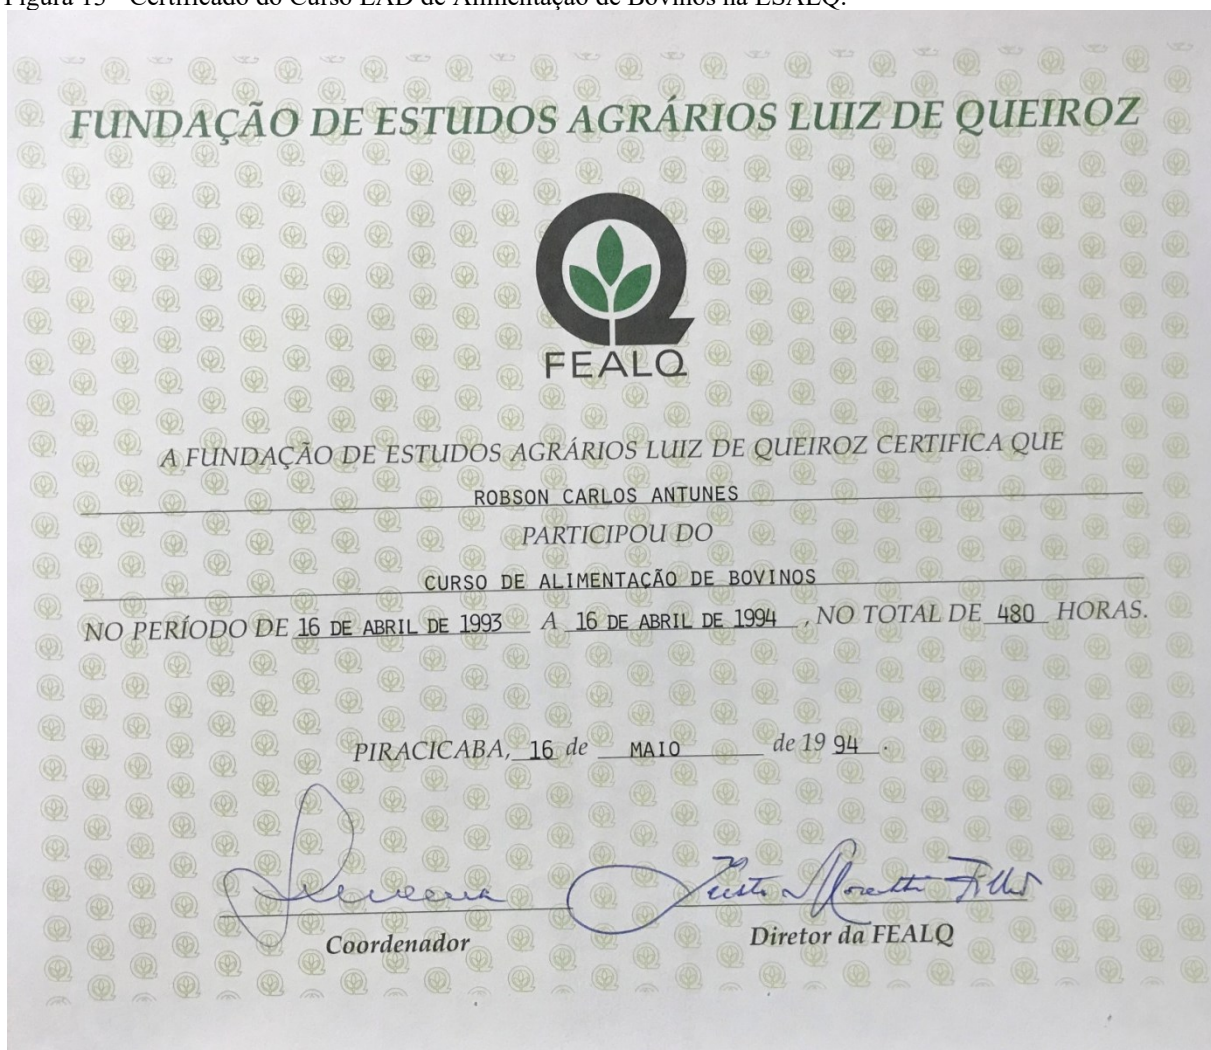 Figura 13 - Certificado do Curso EAD de Alimentação de Bovinos na ESALQ.
FUNDAÇÃO DE ESTUDOS AGRÁRIOS LUIZ DE QUEIROZ
FEALQ
A FUNDAÇÃO DE ESTUDOS AGRÁRIOS LUIZ DE QUEIROZ CERTIFICA QUE
ROBSON CARLOS ANTUNES
PARTICIPOU DO
CURSO DE ALIMENTAÇÃO DE BOVINOS
NO PERÍODO DE 16 DE ABRIL DE 1993 A 16 DE ABRIL DE 1994, NO TOTAL DE 480 HORAS.
PIRACICABA, 16 de MAIO de 19 94.
Moretti Filho
Coordenador
Diretor da FEALQ